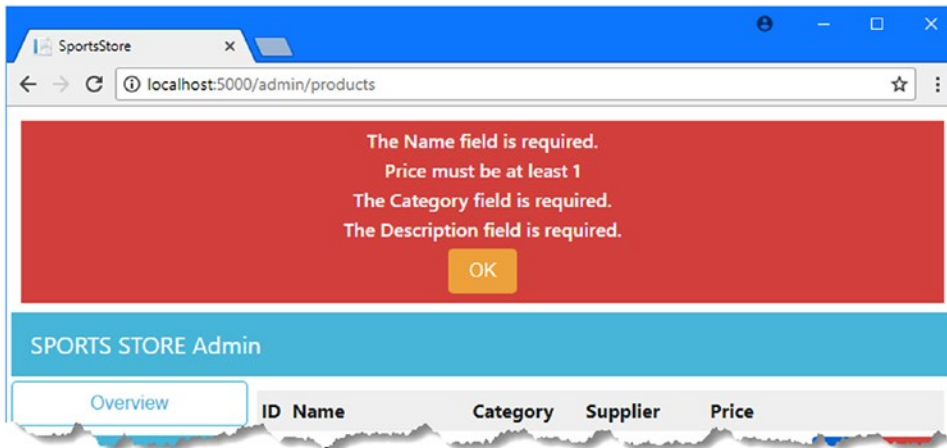 SportsStore
localhost:5000/admin/products
The Name field is required.
Price must be at least 1
The Category field is required.
The Description field is required.
OK
SPORTS STORE Admin
Overview
ID Name Category Supplier Price